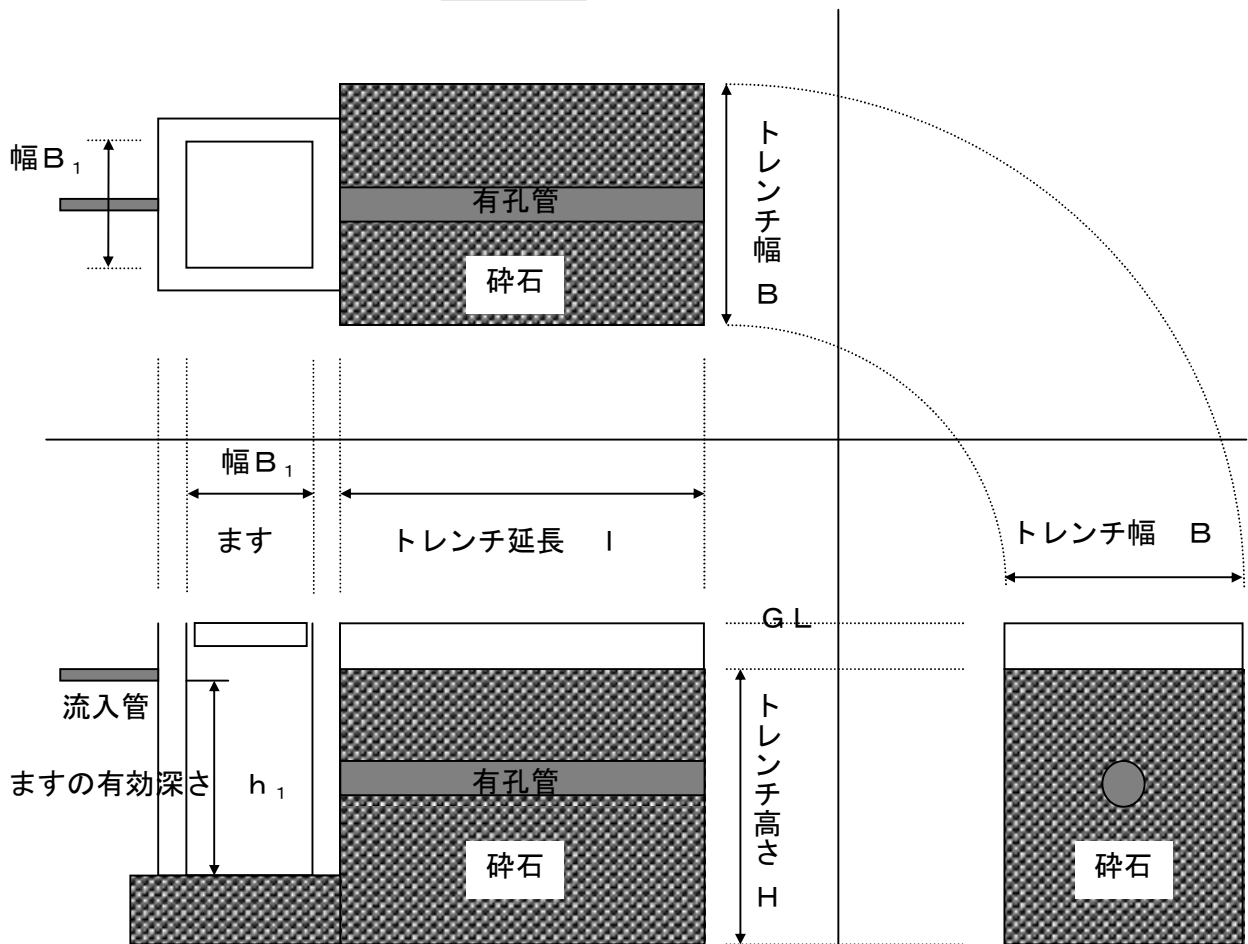 幅B₁
有孔管
砕石
トレンチ幅 B
幅B₁
ます
トレンチ延長 l
トレンチ幅 B
GL
流入管
ますの有効深さ h₁
有孔管
砕石
トレンチ高さ H
砕石